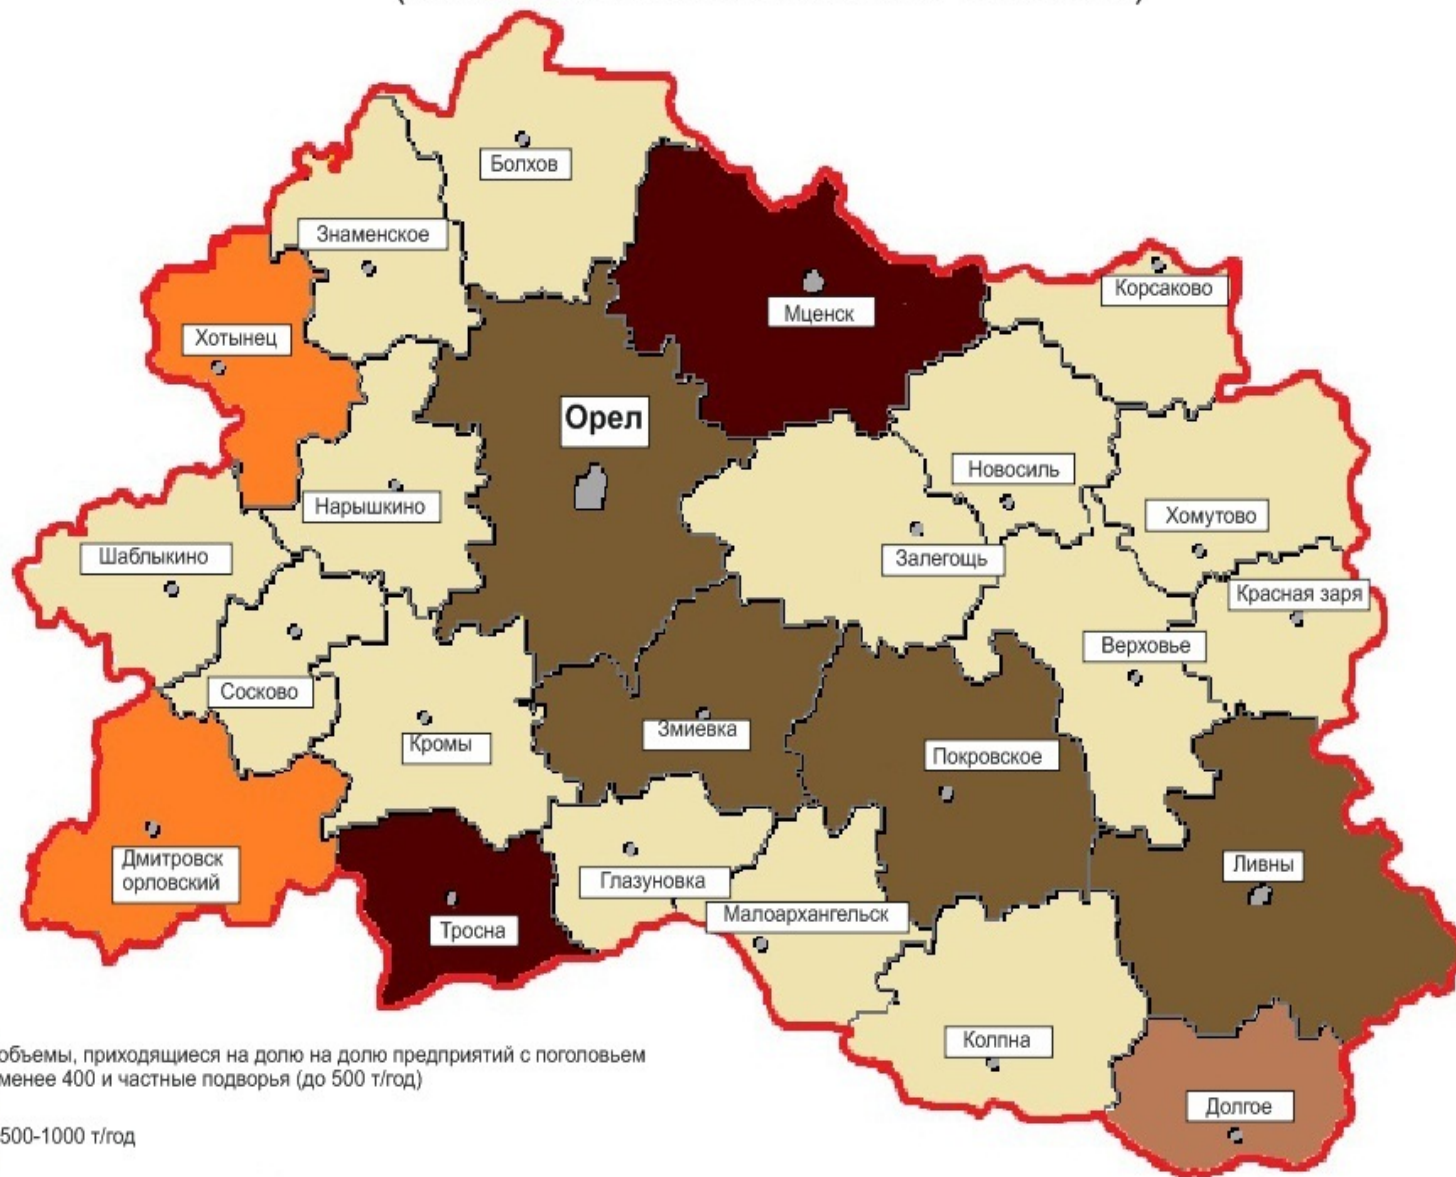 Болхов
Знаменское
Корсаково
Мценск
Хотынец
Орел
Новосиль
Нарышкино
Хомутово
Шаблыкино
Залегощь
Красная заря
Верховье
Сосково
Змиевка
Кромы
Покровское
Дмитровск
орловский
Ливны
Глазуновка
Малоархангельск
Тросна
Колпна
объемы, приходящиеся на долю на долю предприятий с поголовьем
менее 400 и частные подворья (до 500 т/год)
Долгое
500-1000 т/год